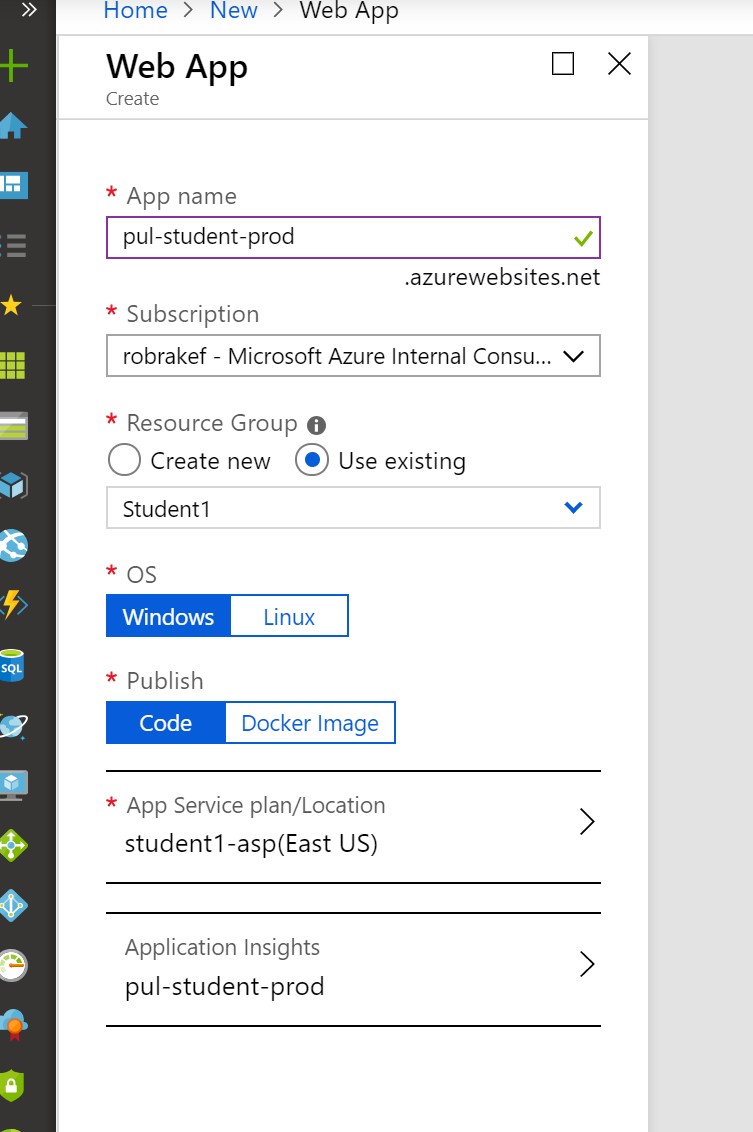 Home > New > Web App
Web App
Create
* App name
pul-student-prod
.azurewebsites.net
* Subscription
robrakef - Microsoft Azure Internal Consu...
* Resource Group
Create new Use existing
Student1
* OS
Windows Linux
* Publish
Code Docker Image
* App Service plan/Location
student1-asp(East US)
Application Insights
pul-student-prod
SQL